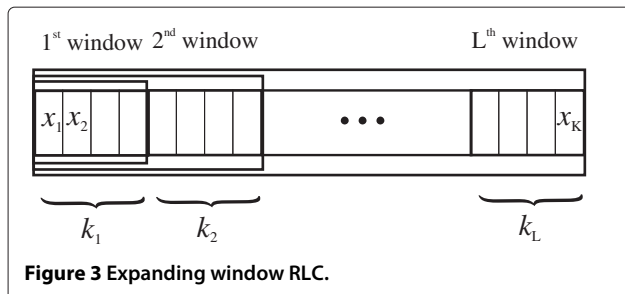 1st window 2nd window Lth window
x1 x2 ••• xK
k1 k2 kL
Figure 3 Expanding window RLC.